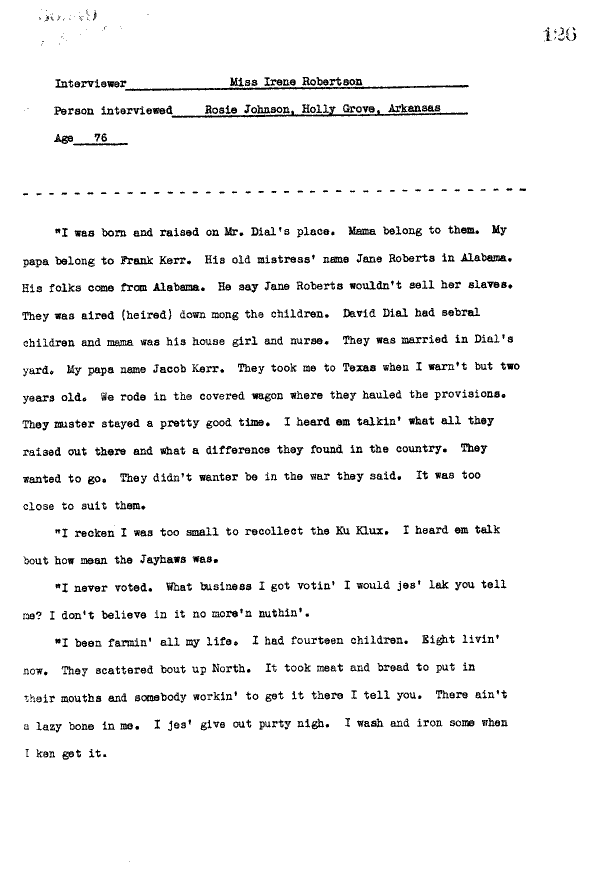 126
Interviewer Miss Irene Robertson
Person interviewed Rosie Johnson, Holly Grove, Arkansas
Age 76
"I was born and raised on Mr. Dial's place. Mama belong to them. My
papa belong to Frank Kerr. His old mistress' name Jane Roberts in Alabama.
His folks come from Alabama. He say Jane Roberts wouldn't sell her slaves.
They was aired (heired) down mong the children. David Dial had sebral
children and mama was his house girl and nurse. They was married in Dial's
yard. My papa name Jacob Kerr. They took me to Texas when I warn't but two
years old. We rode in the covered wagon where they hauled the provisions.
They muster stayed a pretty good time. I heard em talkin' what all they
raised out there and what a difference they found in the country. They
wanted to go. They didn't wanter be in the war they said. It was too
close to suit them.
"I recken I was too small to recollect the Ku Klux. I heard em talk
bout how mean the Jayhaws was.
"I never voted. What business I got votin' I would jes' lak you tell
me? I don't believe in it no more'n nuthin'.
"I been farmin' all my life. I had fourteen children. Eight livin'
now. They scattered bout up North. It took meat and bread to put in
their mouths and somebody workin' to get it there I tell you. There ain't
a lazy bone in me. I jes' give out purty nigh. I wash and iron some when
I ken get it.